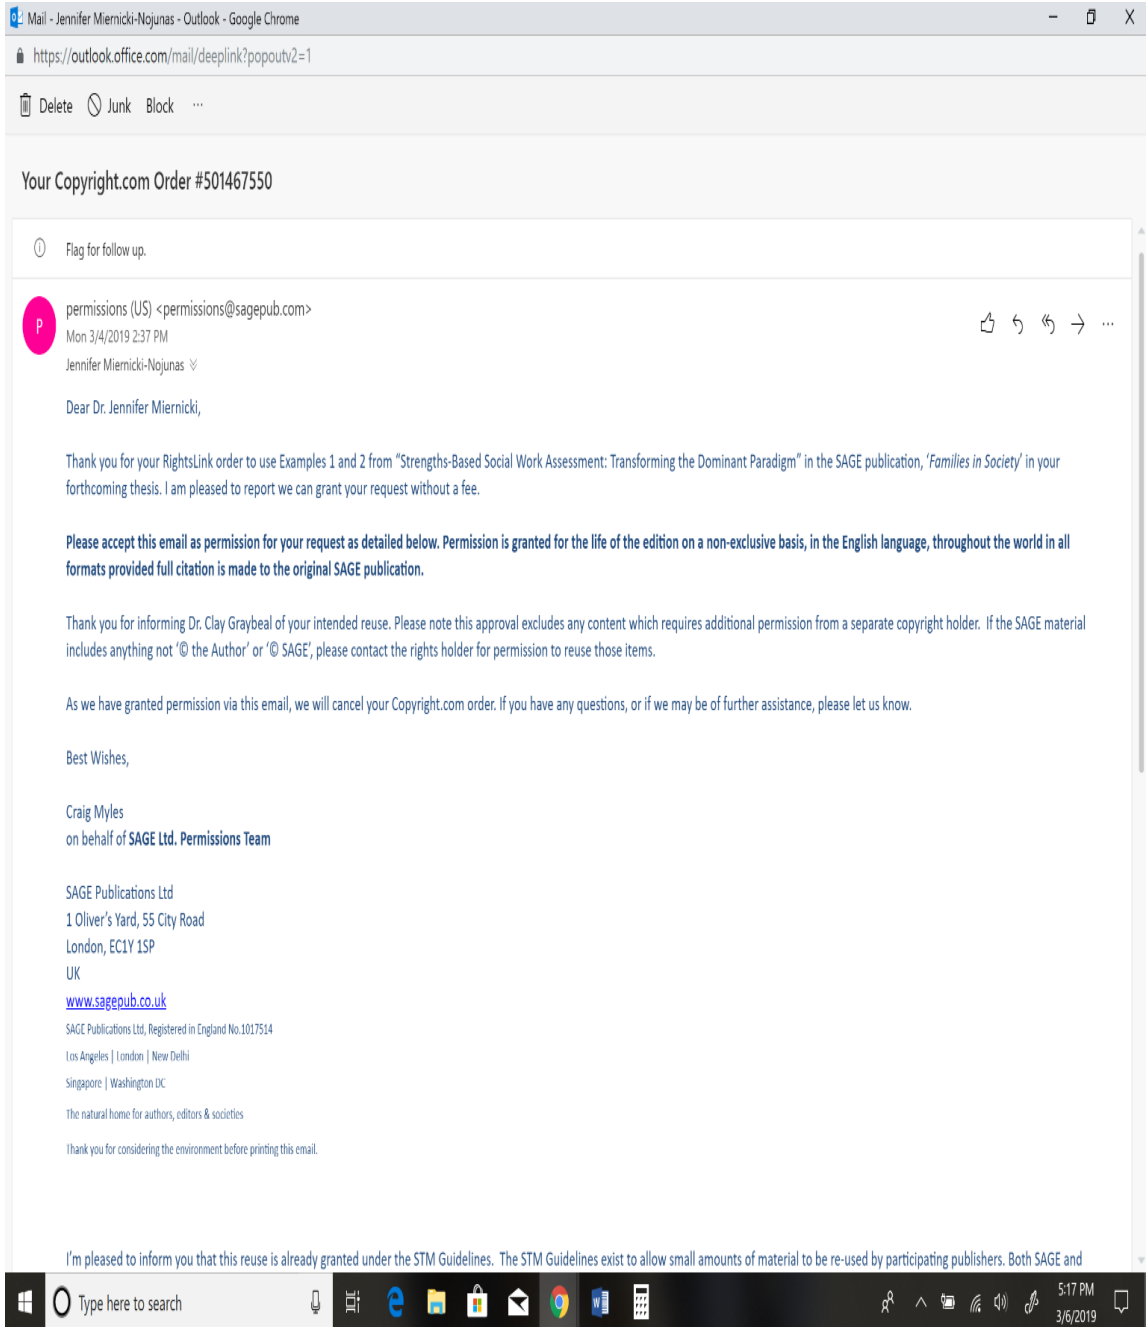 Mail - Jennifer Miernicki-Nojunas - Outlook - Google Chrome
https://outlook.office.com/mail/deeplink?popoutv2=1
Delete Junk Block ...
Your Copyright.com Order #501467550
Flag for follow up.
P
permissions (US) <permissions@sagepub.com>
Mon 3/4/2019 2:37 PM
Jennifer Miernicki-Nojunas
Dear Dr. Jennifer Miernicki,
Thank you for your RightsLink order to use Examples 1 and 2 from “Strengths-Based Social Work Assessment: Transforming the Dominant Paradigm” in the SAGE publication, ‘Families in Society’ in your
forthcoming thesis. I am pleased to report we can grant your request without a fee.
Please accept this email as permission for your request as detailed below. Permission is granted for the life of the edition on a non-exclusive basis, in the English language, throughout the world in all
formats provided full citation is made to the original SAGE publication.
Thank you for informing Dr. Clay Graybeal of your intended reuse. Please note this approval excludes any content which requires additional permission from a separate copyright holder. If the SAGE material
includes anything not ‘© the Author’ or ‘© SAGE’, please contact the rights holder for permission to reuse those items.
As we have granted permission via this email, we will cancel your Copyright.com order. If you have any questions, or if we may be of further assistance, please let us know.
Best Wishes,
Craig Myles
on behalf of SAGE Ltd. Permissions Team
SAGE Publications Ltd
1 Oliver’s Yard, 55 City Road
London, EC1Y 1SP
UK
www.sagepub.co.uk
SAGE Publications Ltd, Registered in England No.1017514
Los Angeles | London | New Delhi
Singapore | Washington DC
The natural home for authors, editors & societies
Thank you for considering the environment before printing this email.
I’m pleased to inform you that this reuse is already granted under the STM Guidelines. The STM Guidelines exist to allow small amounts of material to be re-used by participating publishers. Both SAGE and
Type here to search
5:17 PM
3/6/2019